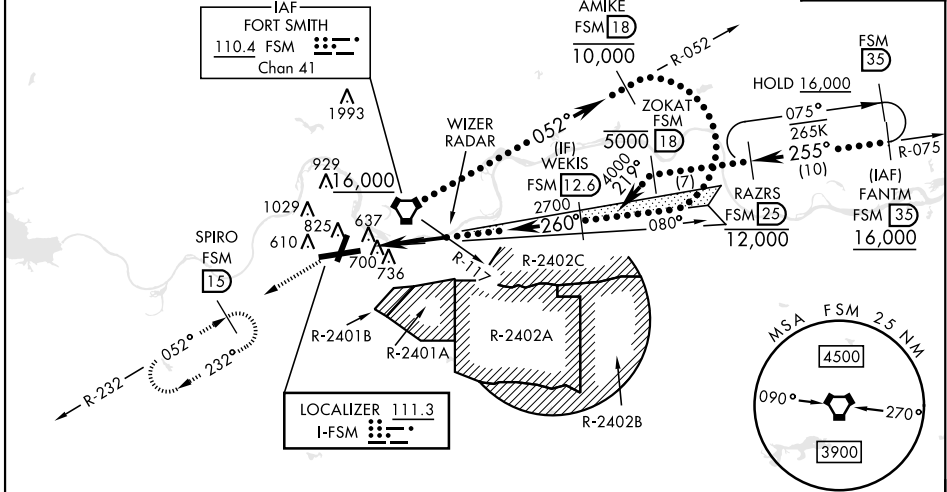 IAF
FORT SMITH
110.4 FSM
Chan 41
AMIKE
FSM 18
10,000
R-052
FSM
35
HOLD 16,000
1993
WIZER
RADAR
052°
ZOKAT
FSM
5000 18
075°
265K
255°
(10)
R-075
(IF)
WEKIS
FSM 12.6
4000
219°
(7)
RAZRS
FSM 25
12,000
(IAF)
FANTM
FSM 35
16,000
929
16,000
1029
825
637
610
700
736
2700
260°
080°
R-117
SPIRO
FSM
15
052°
232°
R-232
R-2402C
R-2401B
R-2401A
R-2402A
R-2402B
LOCALIZER 111.3
I-FSM
MSA FSM 25 NM
4500
090°
270°
3900